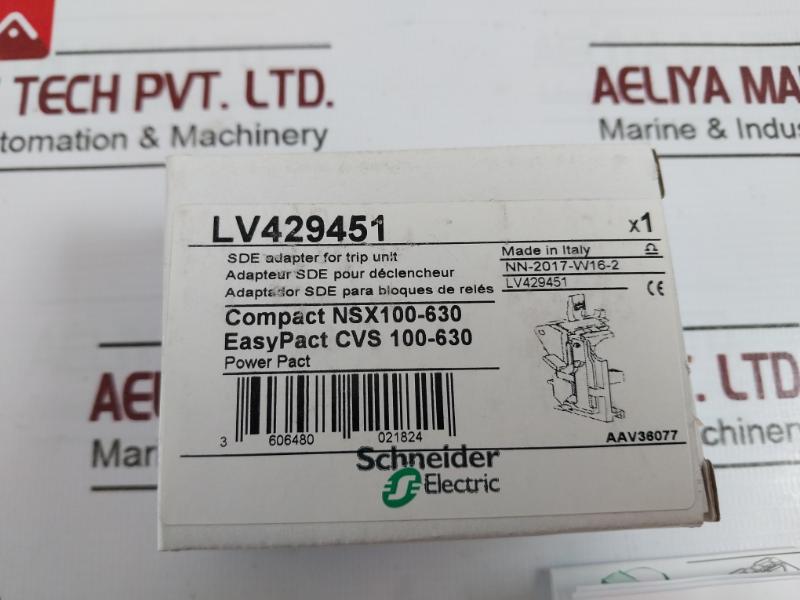 TECH PVT. LTD.
tomation & Machinery
AELIYA MA
Marine & Indus
LV429451
x1
SDE adapter for trip unit
Adapteur SDE pour déclencheur
Adaptador SDE para bloques de relés
Made in Italy
NN-2017-W16-2
LV429451
CE
Compact NSX100-630
EasyPact CVS 100-630
Power Pact
3 606480 021824
AAV36077
Schneider
Electric
AEL
Mari
. LTD.
chinery